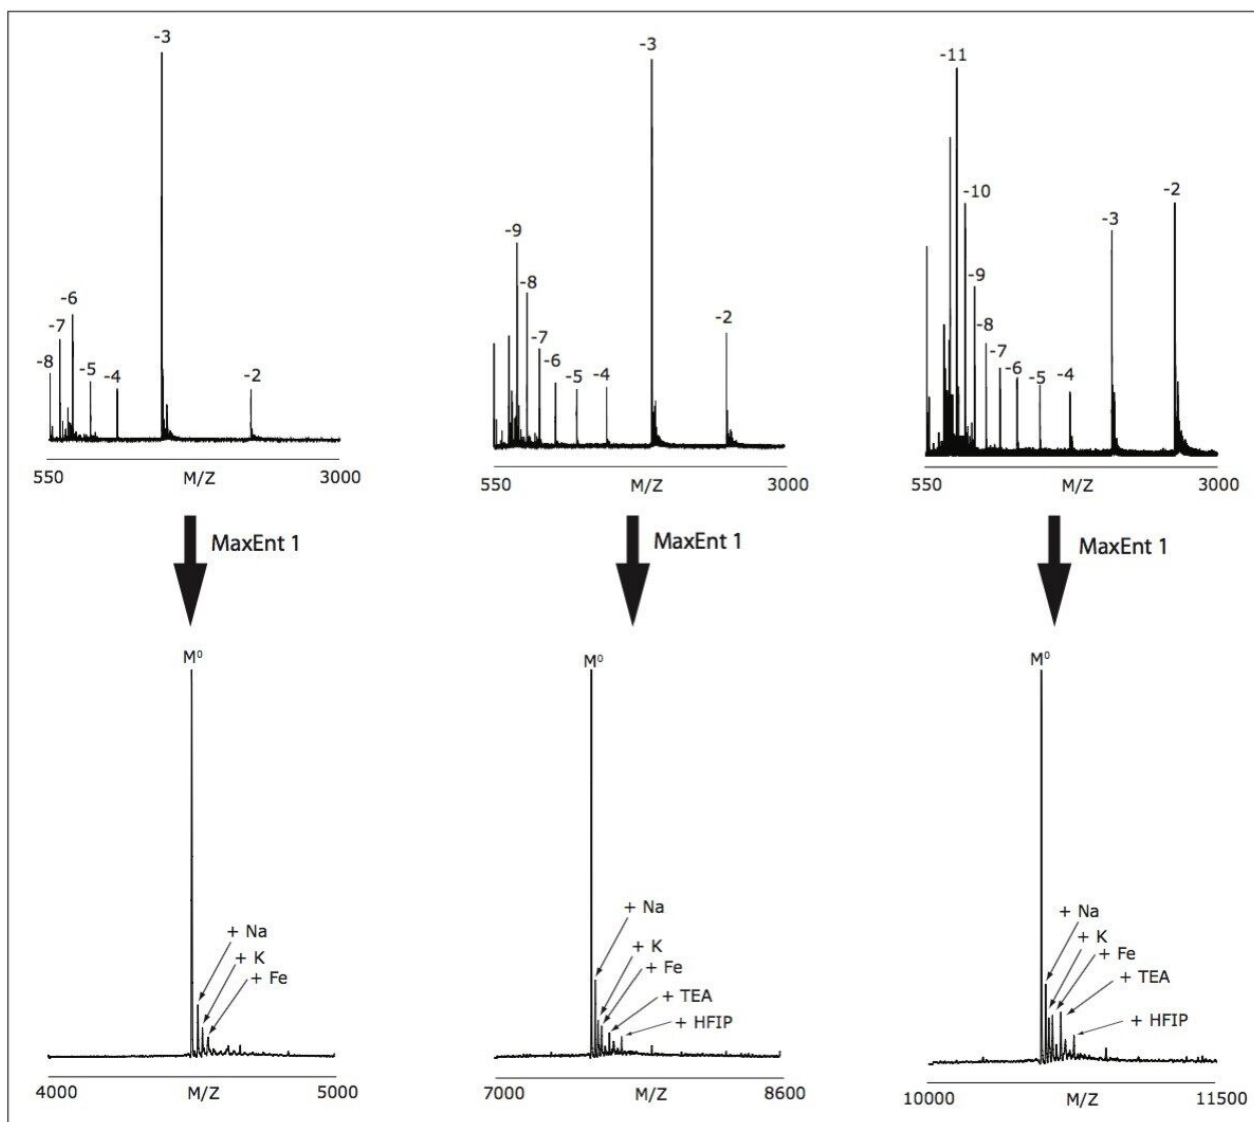 -3
-6
-7
-8
-5
-4
-2
550 M/Z 3000
-3
-9
-8
-7
-6
-5
-4
-2
550 M/Z 3000
-11
-10
-9
-8
-7
-6
-5
-4
-3
-2
550 M/Z 3000
MaxEnt 1
MaxEnt 1
MaxEnt 1
M⁰
+ Na
+ K
+ Fe
4000 M/Z 5000
M⁰
+ Na
+ K
+ Fe
+ TEA
+ HFIP
7000 M/Z 8600
M⁰
+ Na
+ K
+ Fe
+ TEA
+ HFIP
10000 M/Z 11500